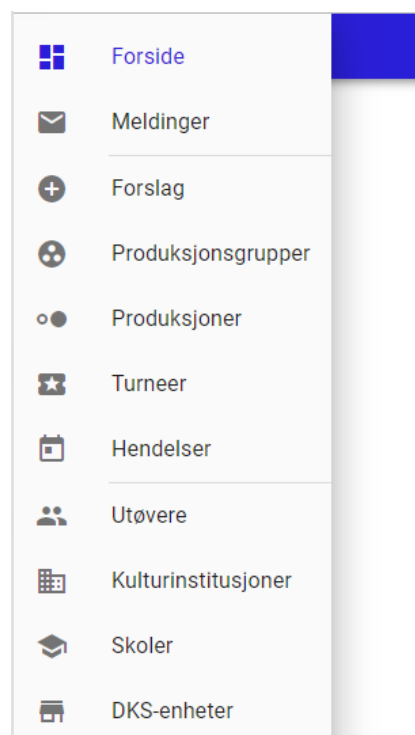 Forside
Meldinger
Forslag
Produksjonsgrupper
Produksjoner
Turneer
Hendelser
Utøvere
Kulturinstitusjoner
Skoler
DKS-enheter